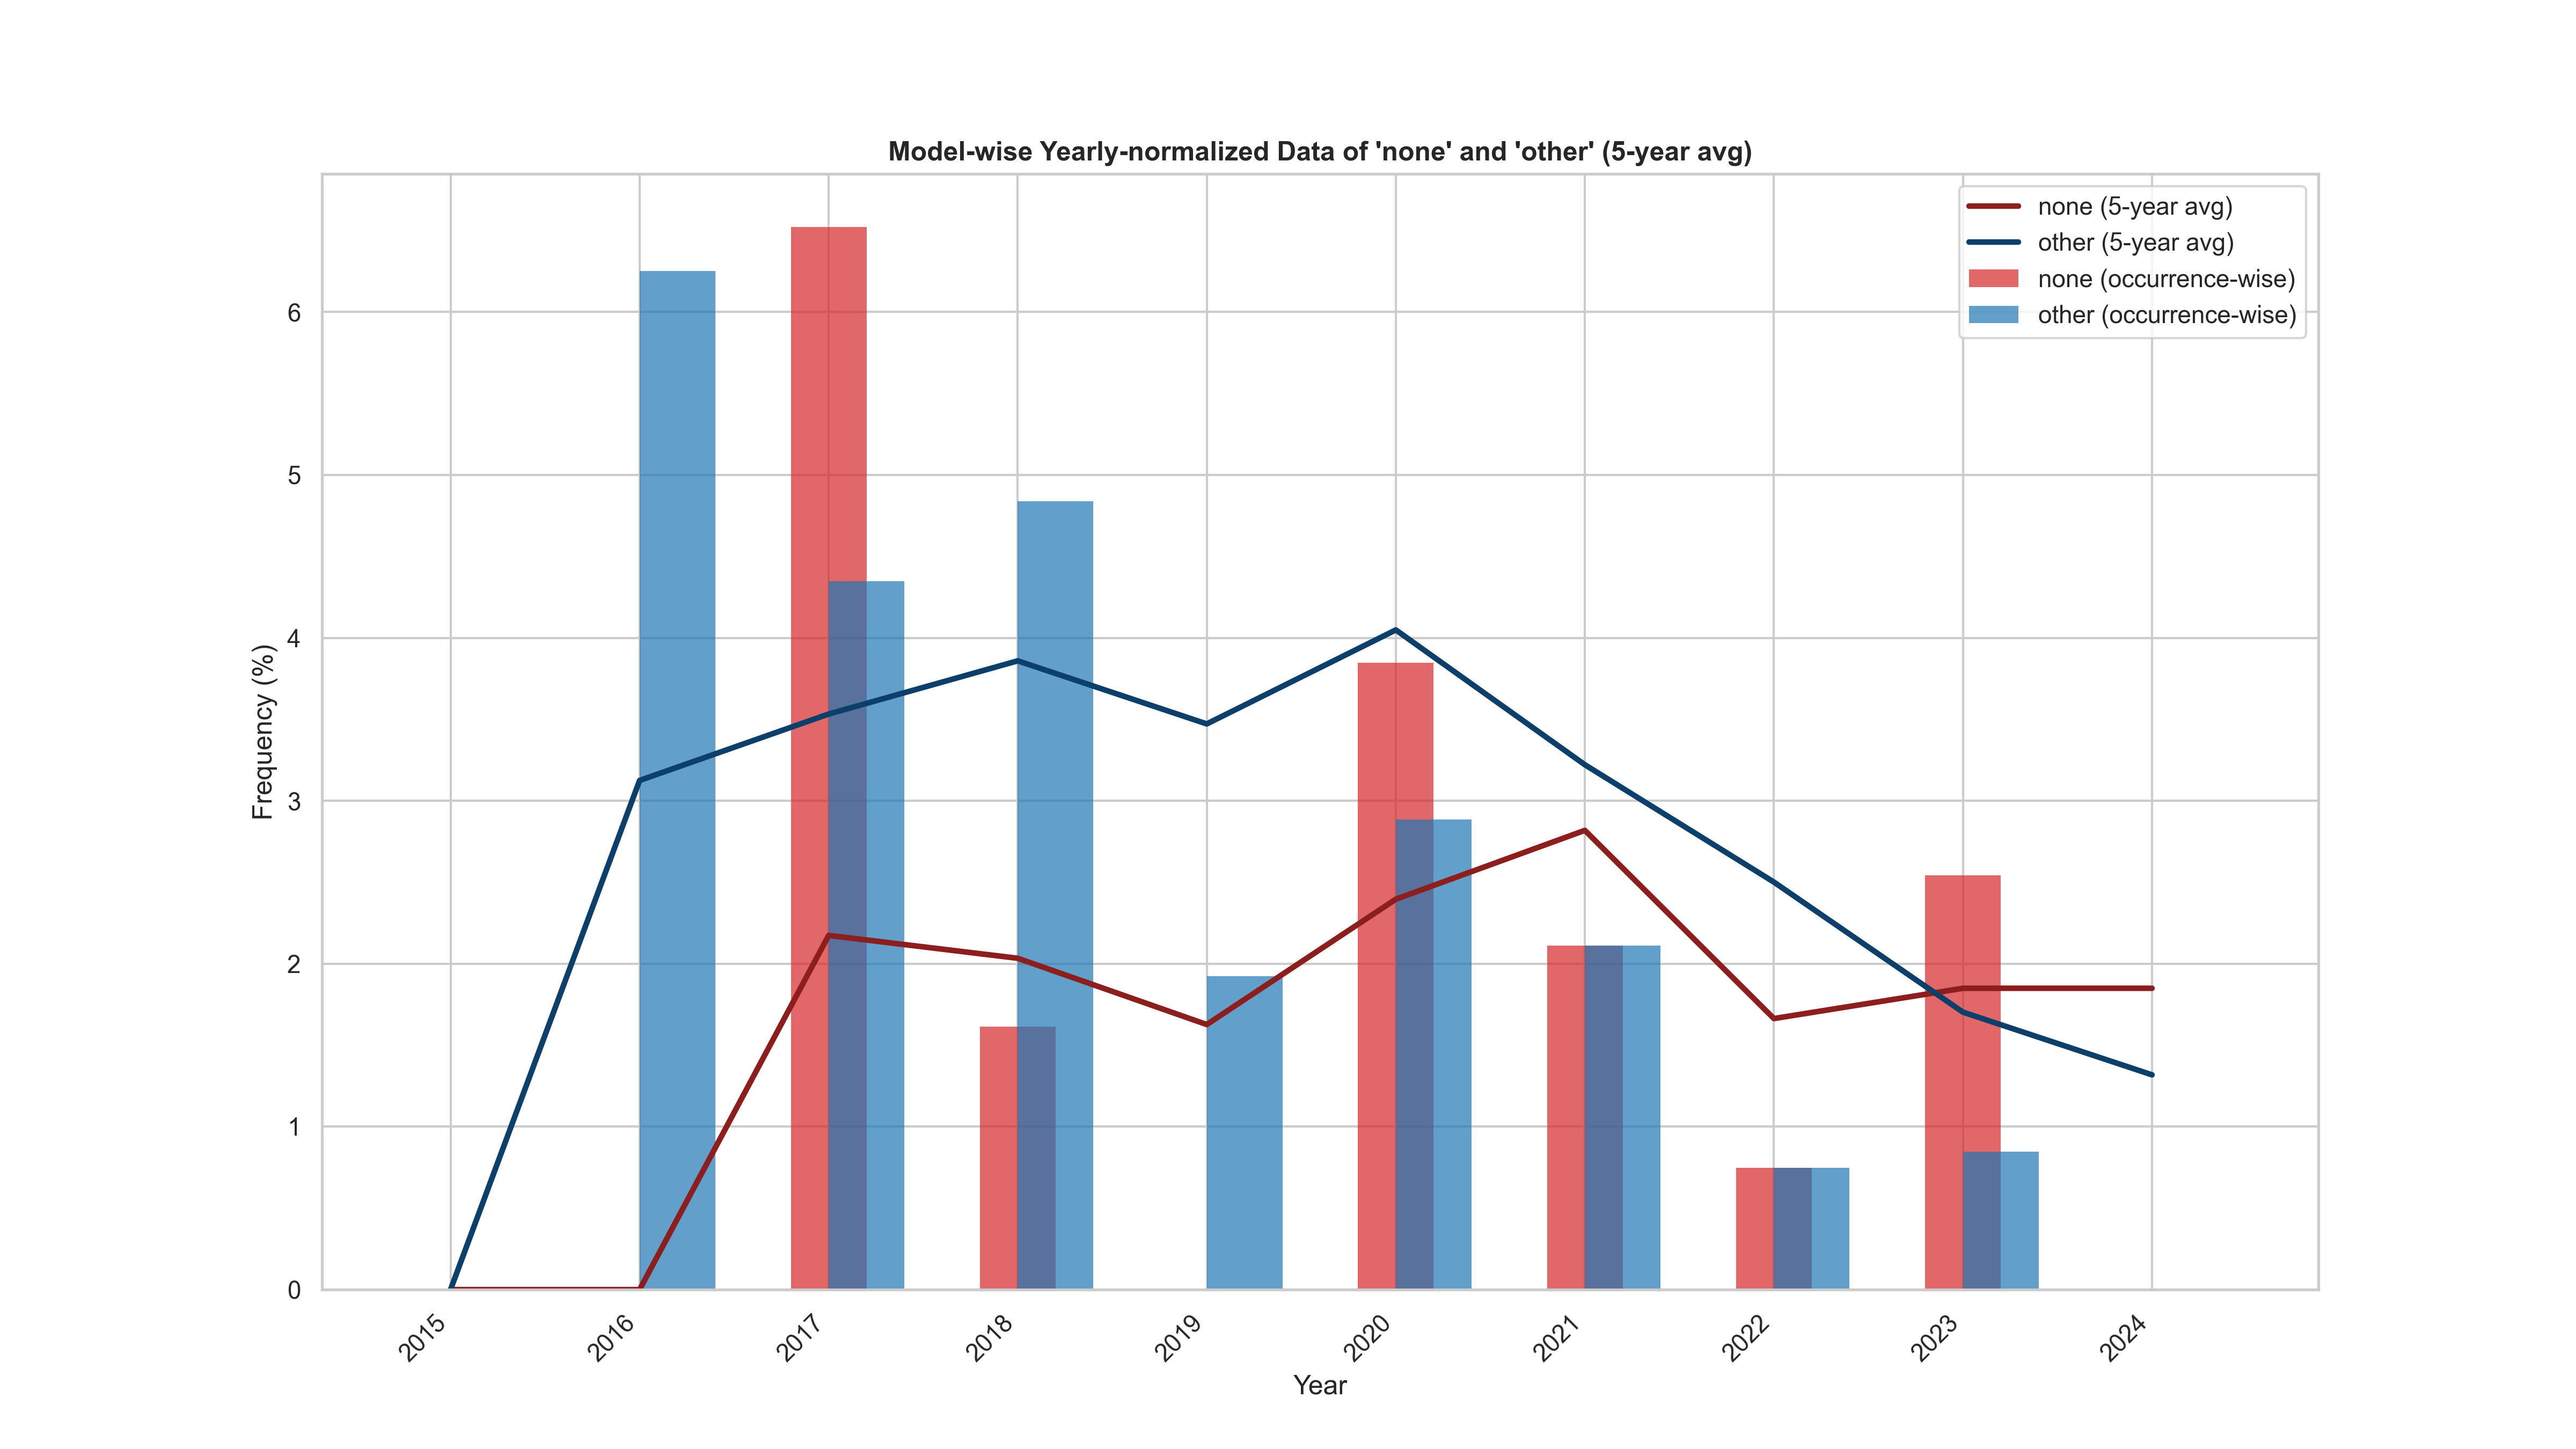 Model-wise Yearly-normalized Data of 'none' and 'other' (5-year avg)
none (5-year avg)
other (5-year avg)
none (occurrence-wise)
other (occurrence-wise)
Frequency (%)
6
5
4
3
2
1
0
2015
2016
2017
2018
2019
2020
2021
2022
2023
2024
Year